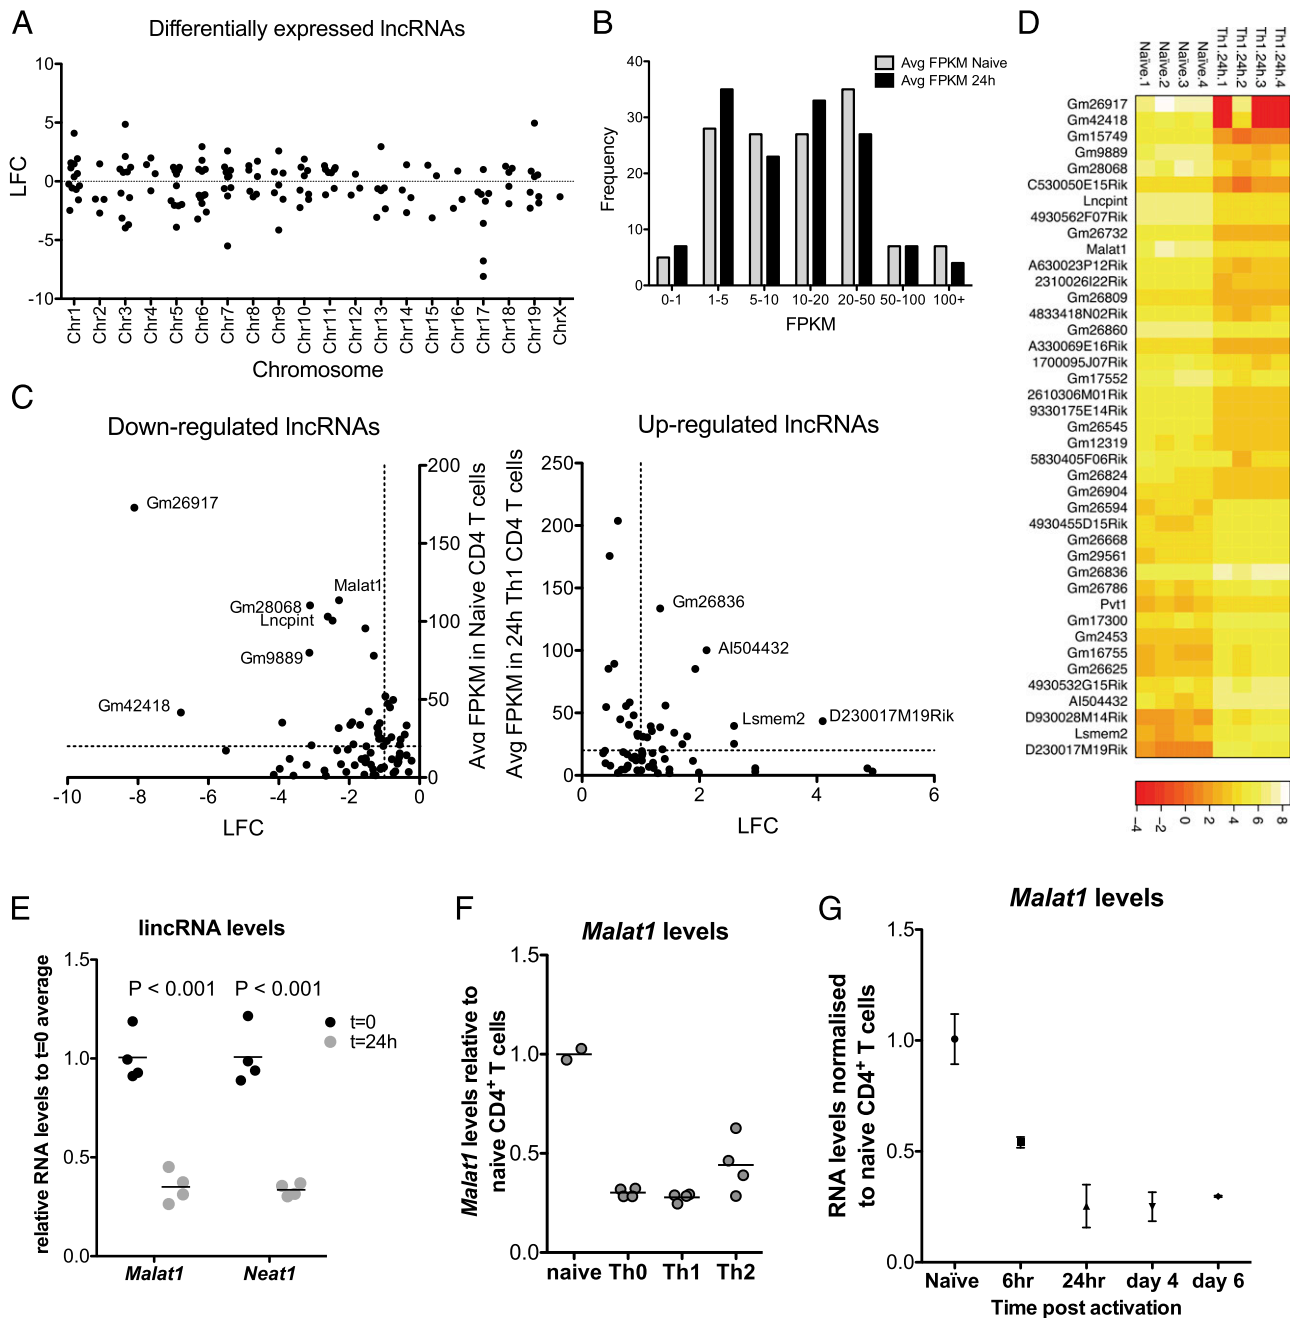 A
Differentially expressed lncRNAs
10
5
0
-5
-10
LFC
Chr1
Chr2
Chr3
Chr4
Chr5
Chr6
Chr7
Chr8
Chr9
Chr10
Chr11
Chr12
Chr13
Chr14
Chr15
Chr16
Chr17
Chr18
Chr19
ChrX
Chromosome
B
Avg FPKM Naive
Avg FPKM 24h
40
30
20
10
0
Frequency
0-1
1-5
5-10
10-20
20-50
50-100
100+
FPKM
C
Down-regulated lncRNAs
Gm26917
Malat1
Gm28068
Lncpint
Gm9889
Gm42418
200
150
100
50
0
Avg FPKM in Naive CD4 T cells
-10
-8
-6
-4
-2
0
LFC
Up-regulated lncRNAs
250
200
150
100
50
0
Avg FPKM in 24h Th1 CD4 T cells
Gm26836
AI504432
Lsmem2
D230017M19Rik
0
2
4
6
LFC
D
Naïve.1
Naïve.2
Naïve.3
Naïve.4
Th1.24h.1
Th1.24h.2
Th1.24h.3
Th1.24h.4
Gm26917
Gm42418
Gm15749
Gm9889
Gm28068
C530050E15Rik
Lncpint
4930562F07Rik
Gm26732
Malat1
A630023P12Rik
2310026I22Rik
Gm26809
4833418N02Rik
Gm26860
A330069E16Rik
1700095J07Rik
Gm17552
2610306M01Rik
9330175E14Rik
Gm26545
Gm12319
5830405F06Rik
Gm26824
Gm26904
Gm26594
4930455D15Rik
Gm26668
Gm29561
Gm26836
Gm26786
Pvt1
Gm17300
Gm2453
Gm16755
Gm26625
4930532G15Rik
AI504432
D930028M14Rik
Lsmem2
D230017M19Rik
-4
-2
0
2
4
6
8
E
lincRNA levels
1.5
1.0
0.5
0.0
relative RNA levels to t=0 average
P < 0.001
P < 0.001
t=0
t=24h
Malat1
Neat1
F
Malat1 levels
1.5
1.0
0.5
0.0
Malat1 levels relative to
naive CD4+ T cells
naive
Th0
Th1
Th2
G
Malat1 levels
1.5
1.0
0.5
0.0
RNA levels normalised
to naive CD4+ T cells
Naïve
6hr
24hr
day 4
day 6
Time post activation